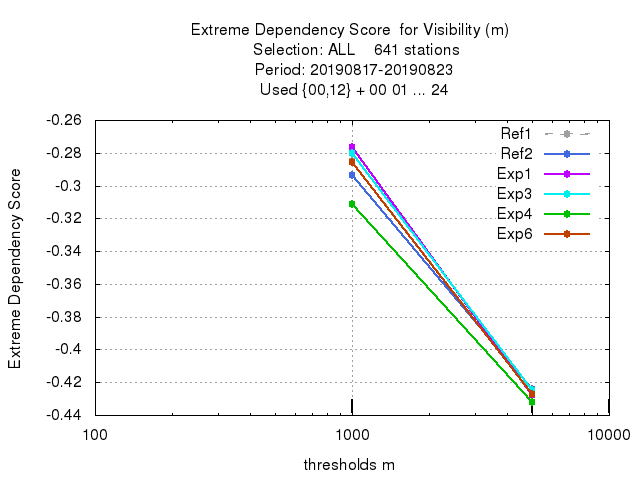 Extreme Dependency Score  for Visibility (m)
Selection: ALL    641 stations
Period: 20190817-20190823
Used {00,12} + 00 01 ... 24
Extreme Dependency Score
-0.26
-0.28
-0.3
-0.32
-0.34
-0.36
-0.38
-0.4
-0.42
-0.44
Ref1
Ref2
Exp1
Exp3
Exp4
Exp6
100
1000
10000
thresholds m